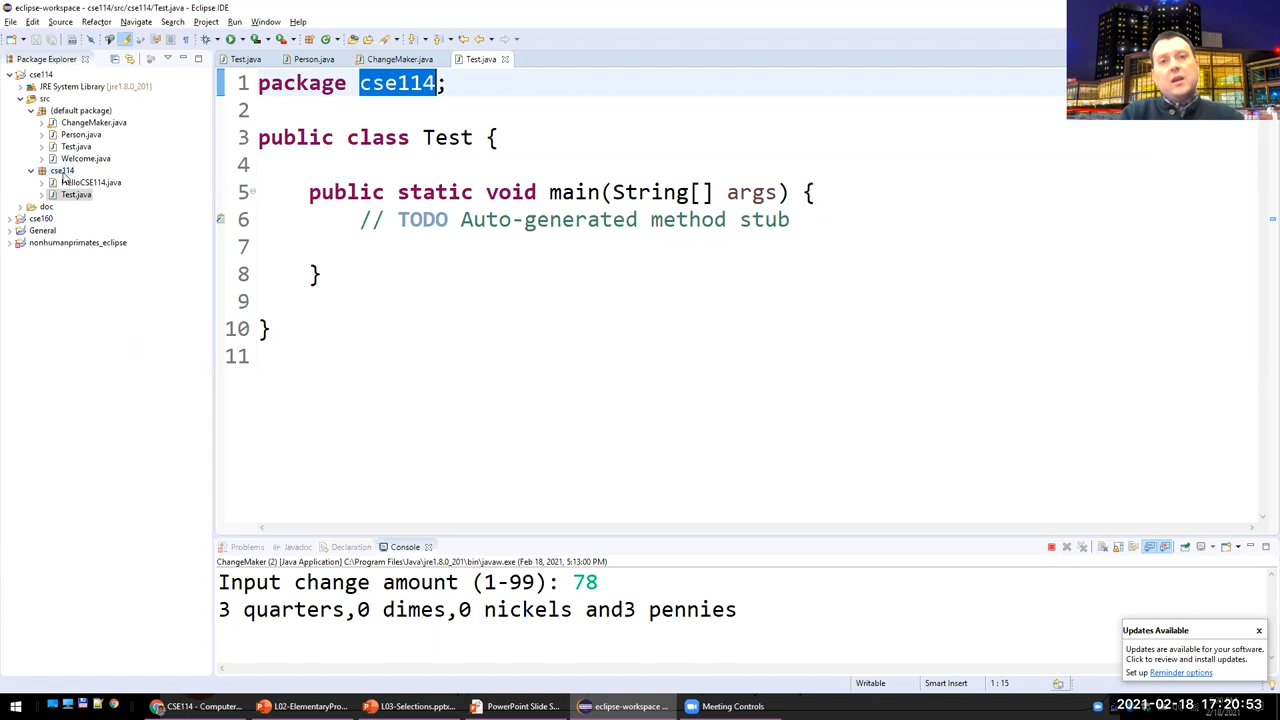 eclipse-workspace - cse114/src/cse114/Test.java - Eclipse IDE
File Edit Source Refactor Navigate Search Project Run Window Help
Package Explorer
Test.java Person.java ChangeMaker.java Test.java
cse114
JRE System Library [jre1.8.0_201]
src
(default package)
ChangeMaker.java
Person.java
Test.java
Welcome.java
cse114
HelloCSE114.java
Test.java
doc
cse160
General
nonhumanprimates_eclipse
1 package cse114;
2
3 public class Test {
4
5 public static void main(String[] args) {
6 // TODO Auto-generated method stub
7
8 }
9
10 }
11
Problems Javadoc Declaration Console
ChangeMaker (2) [Java Application] C:\Program Files\Java\jre1.8.0_201\bin\javaw.exe (Feb 18, 2021, 5:13:00 PM)
Input change amount (1-99): 78
3 quarters,0 dimes,0 nickels and3 pennies
Updates Available
Updates are available for your software.
Click to review and install updates.
Set up Reminder options
Writable Smart Insert 1 : 15
CSE114 - Computer... L02-ElementaryPro... L03-Selections.pptx... PowerPoint Slide S... eclipse-workspace ... Meeting Controls
2021-02-18 17:20:53